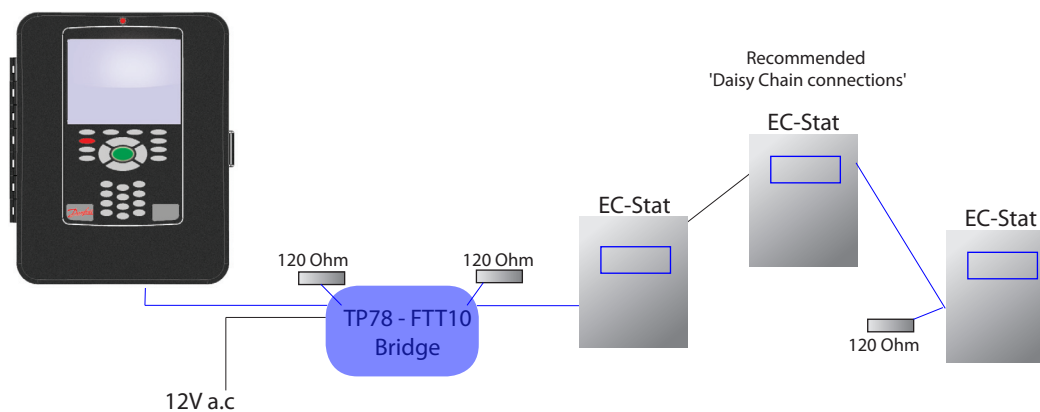 Recommended
'Daisy Chain connections'
EC-Stat
EC-Stat
EC-Stat
120 Ohm
120 Ohm
TP78 - FTT10
Bridge
120 Ohm
12V a.c
Danfoss